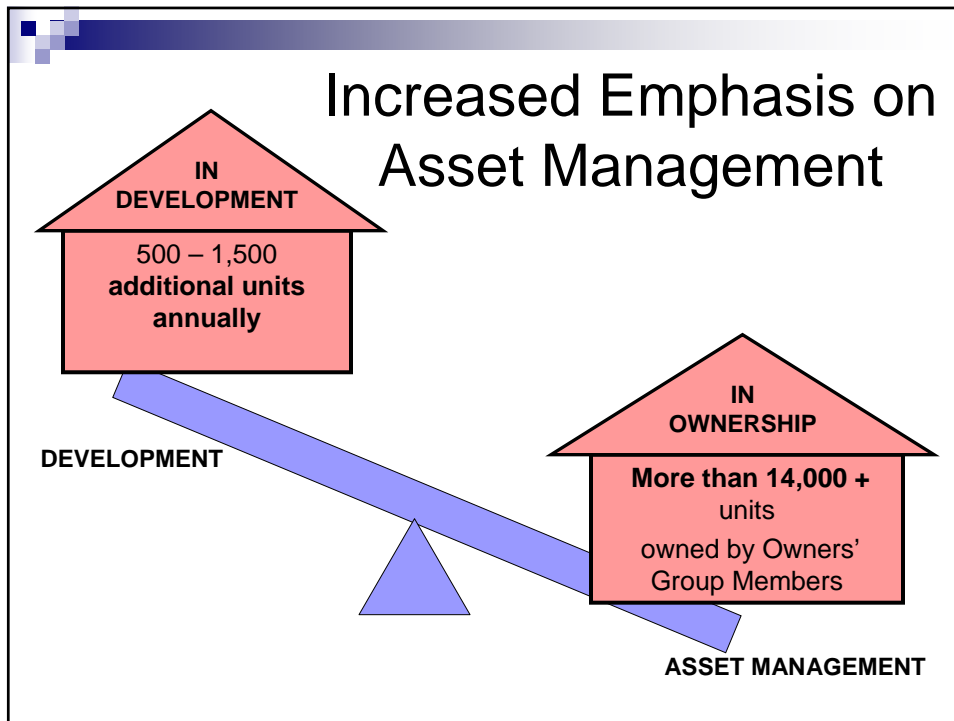 Increased Emphasis on
Asset Management
IN
DEVELOPMENT
500 – 1,500
additional units
annually
DEVELOPMENT
IN
OWNERSHIP
More than 14,000 +
units
owned by Owners’
Group Members
ASSET MANAGEMENT